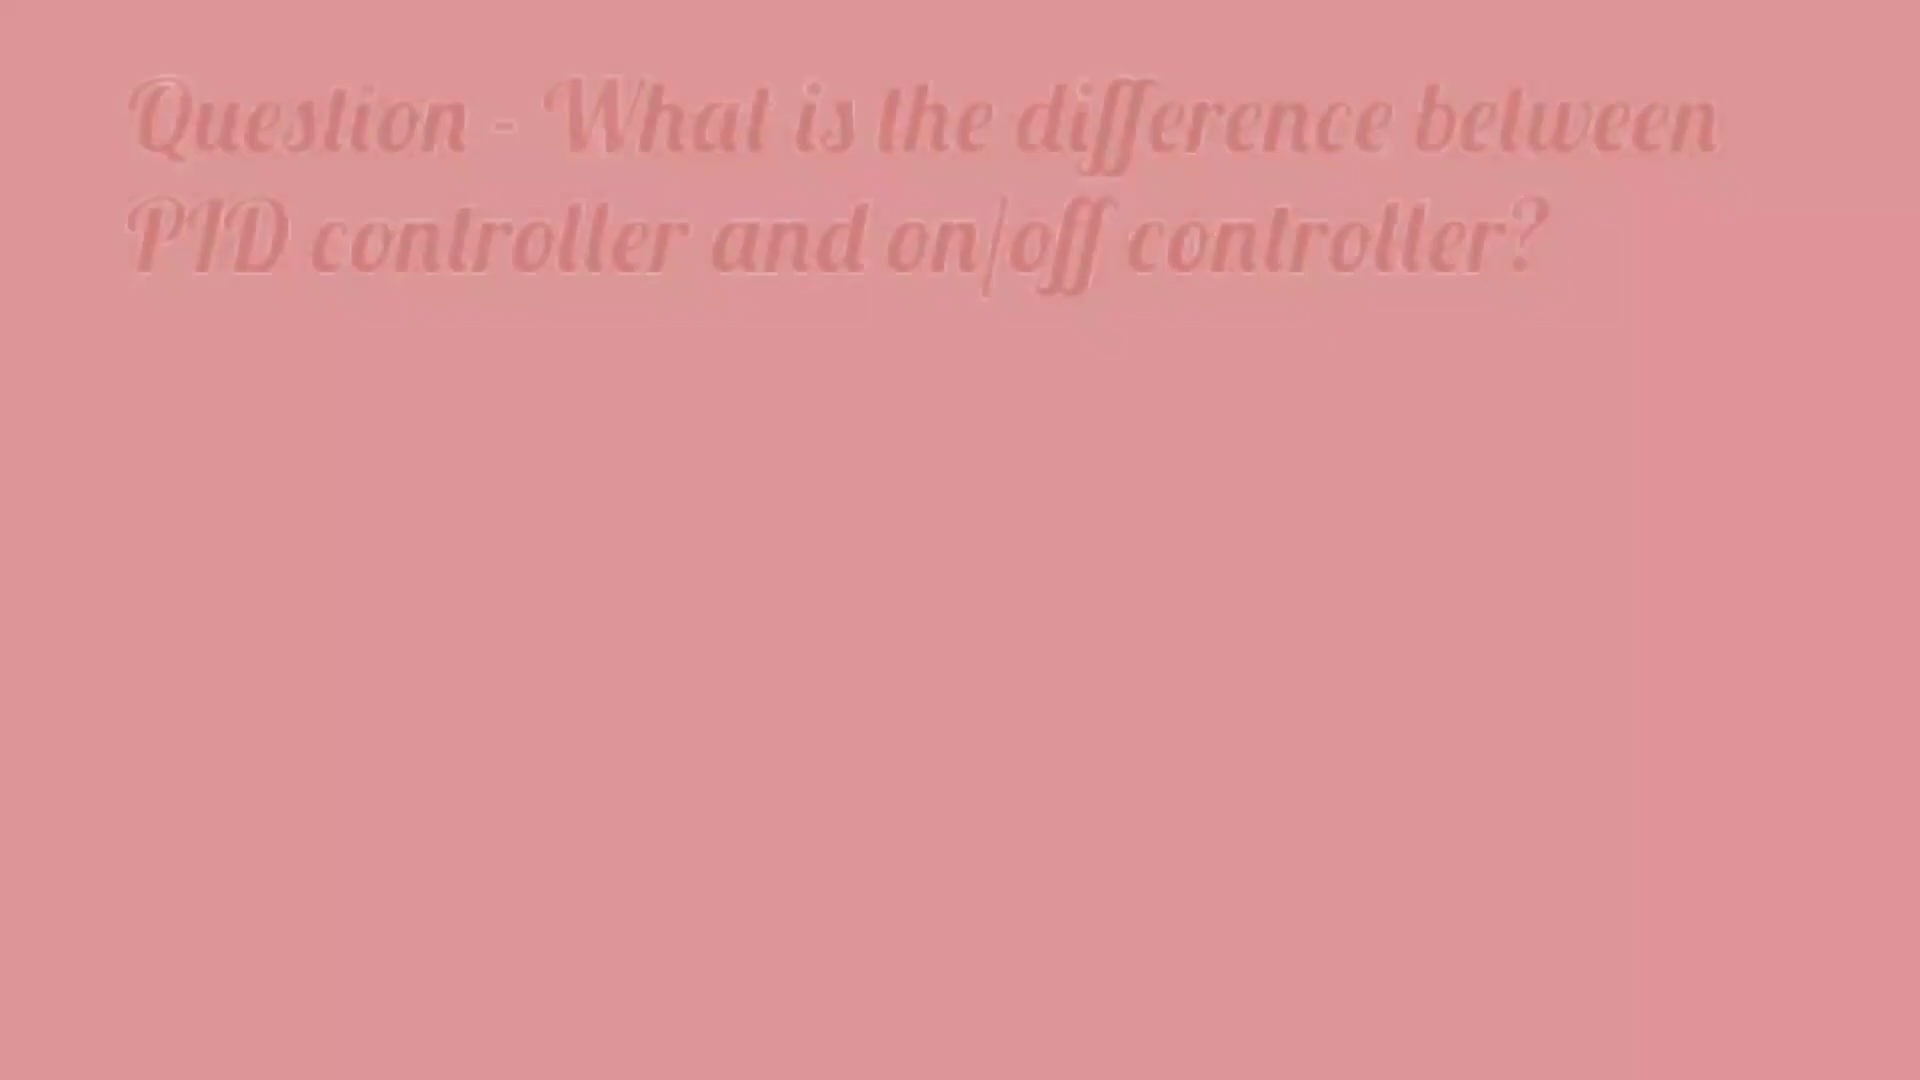 Question - What is the difference between
PID controller and on/off controller?